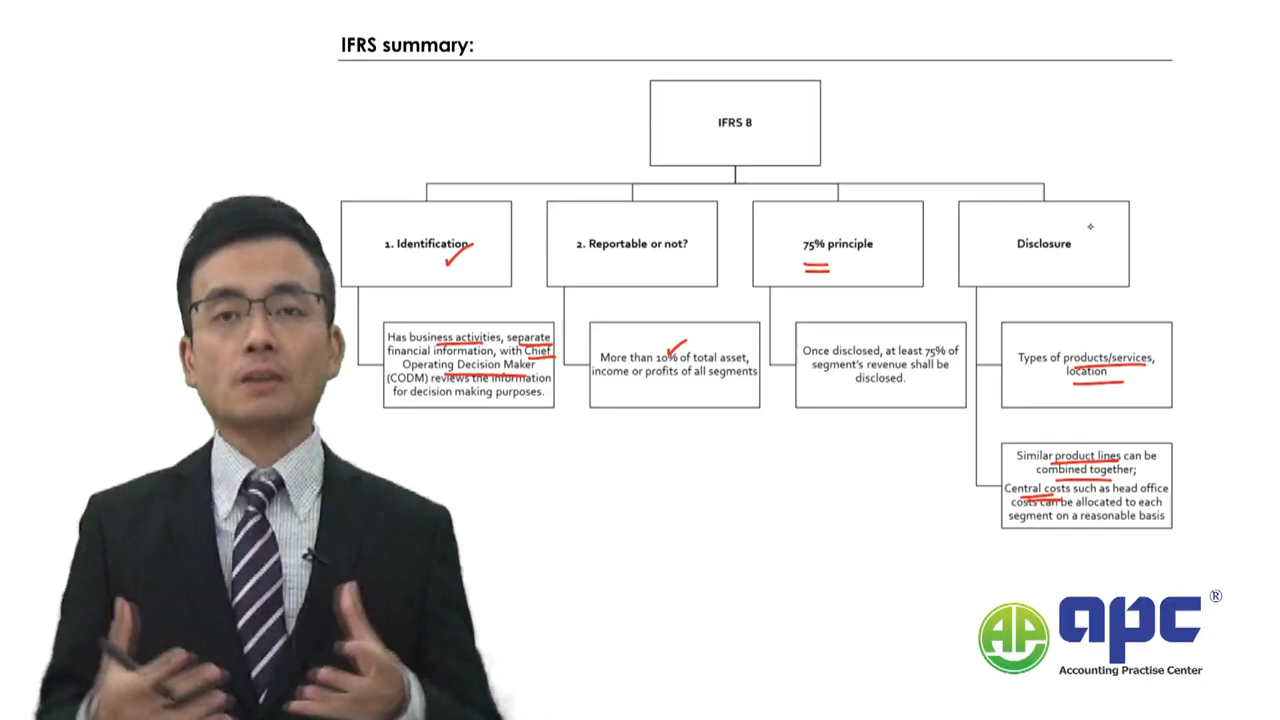 IFRS summary:
IFRS 8
1. Identification
2. Reportable or not?
75% principle
Disclosure
Has business activities, separate
financial information, with Chief
Operating Decision Maker
(CODM) reviews the information
for decision making purposes.
More than 10% of total asset,
income or profits of all segments
Once disclosed, at least 75% of
segment's revenue shall be
disclosed.
Types of products/services,
location
Similar product lines can be
combined together;
Central costs such as head office
costs can be allocated to each
segment on a reasonable basis
AP
apc ®
Accounting Practise Center